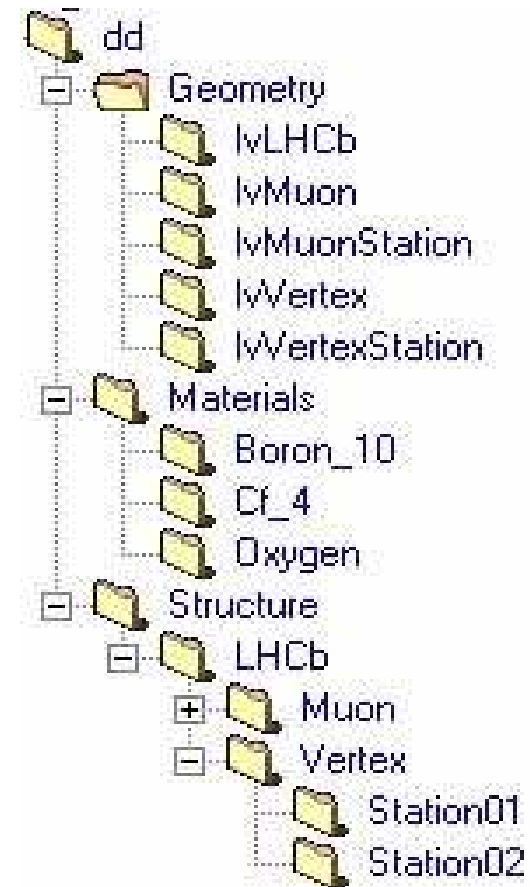 dd
Geometry
lvLHCb
lvMuon
lvMuonStation
lvVertex
lvVertexStation
Materials
Boron_10
Cf_4
Oxygen
Structure
LHCb
Muon
Vertex
Station01
Station02